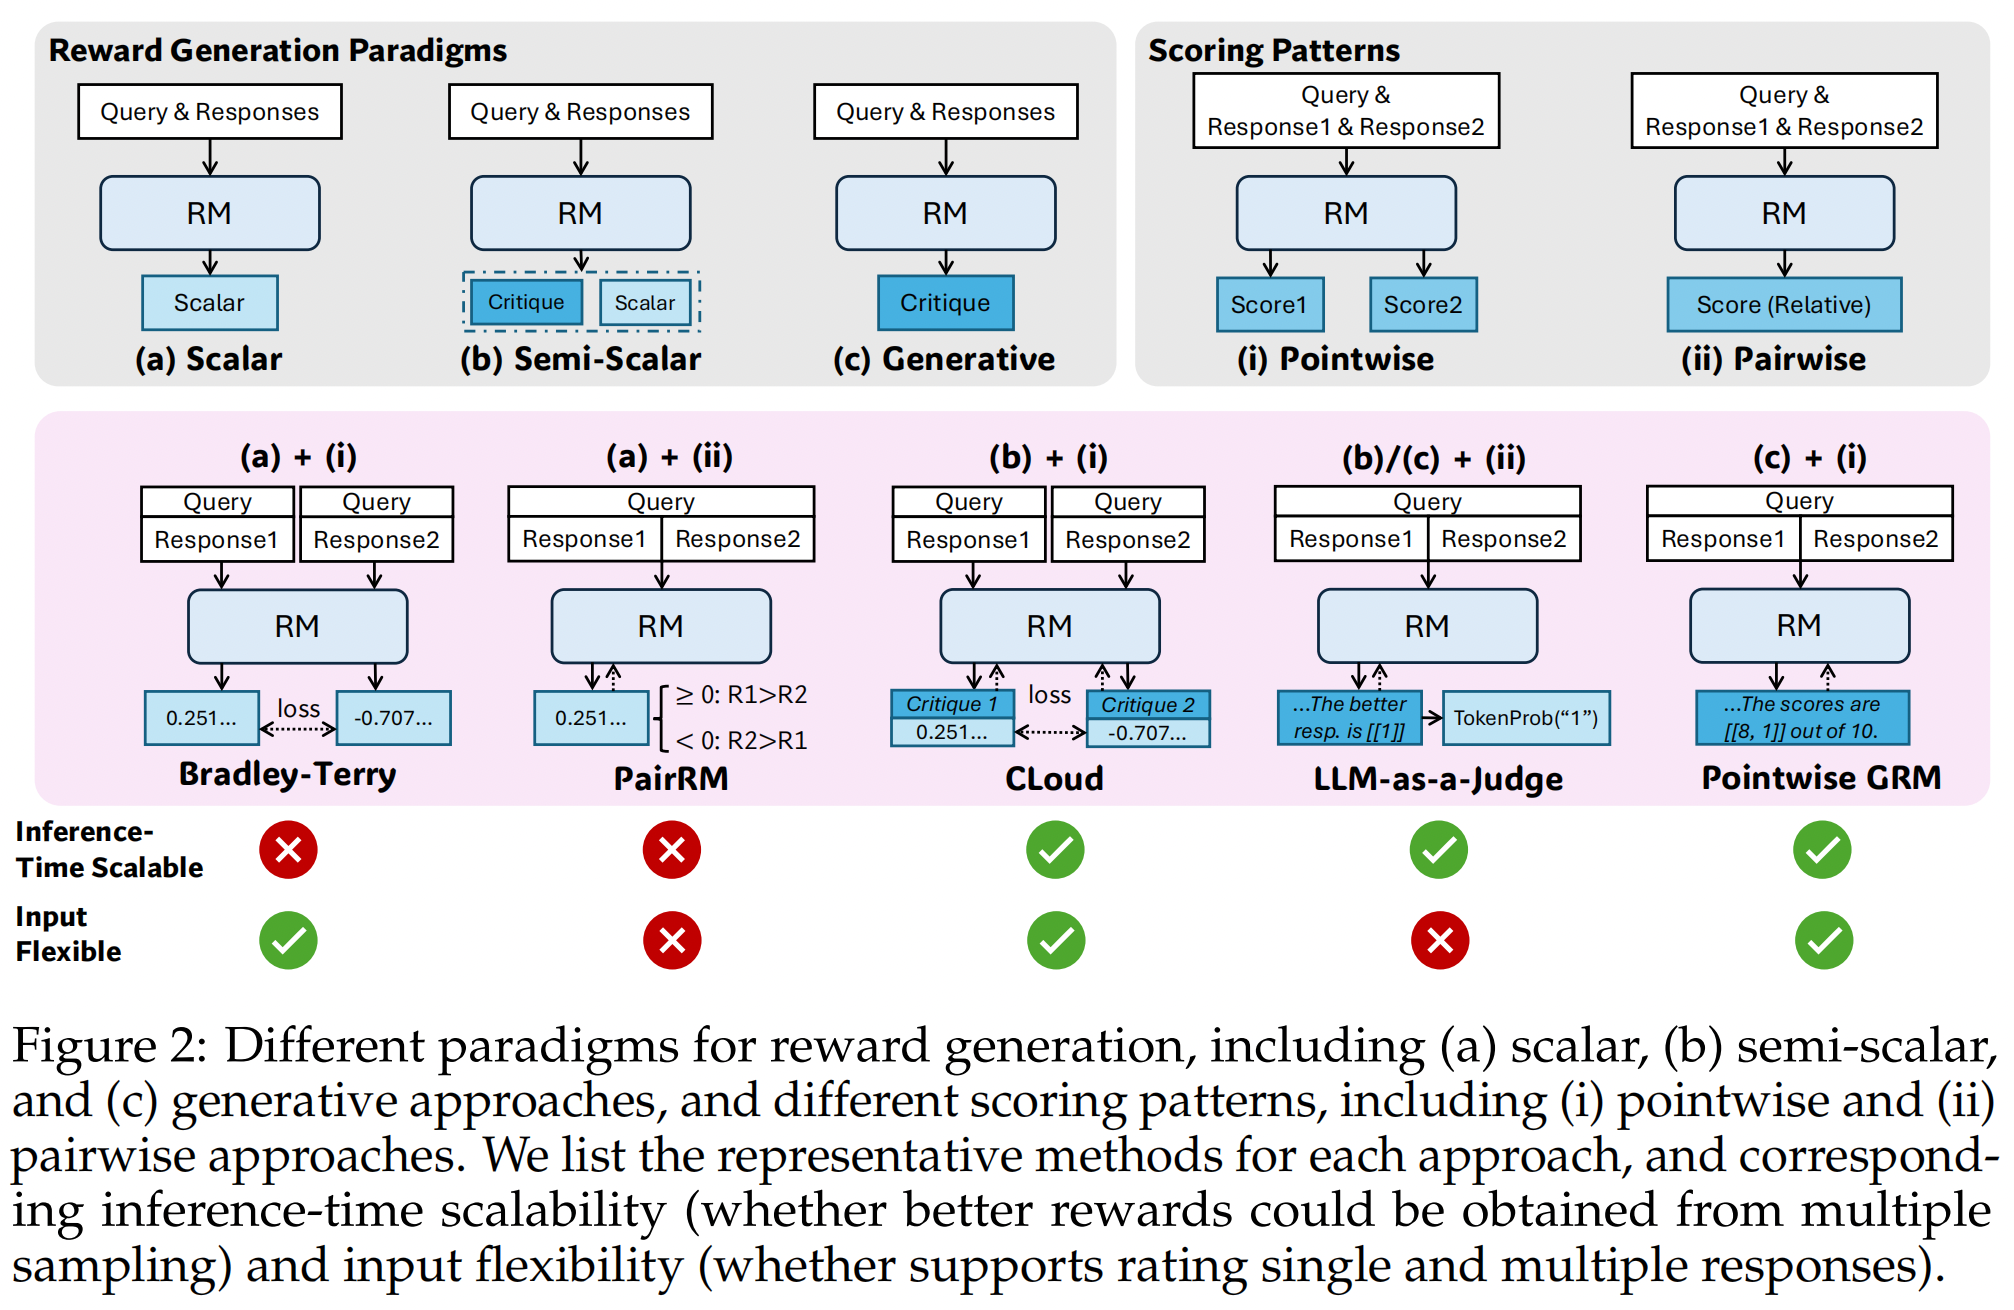 Reward Generation Paradigms
Query & Responses
RM
Scalar
(a) Scalar
Query & Responses
RM
Critique
Scalar
(b) Semi-Scalar
Query & Responses
RM
Critique
(c) Generative
Scoring Patterns
Query &
Response1 & Response2
RM
Score1
Score2
(i) Pointwise
Query &
Response1 & Response2
RM
Score (Relative)
(ii) Pairwise
(a) + (i)
Query
Response1
Query
Response2
RM
0.251...
loss
-0.707...
Bradley-Terry
(a) + (ii)
Query
Response1
Response2
RM
0.251...
≥ 0: R1>R2
< 0: R2>R1
PairRM
(b) + (i)
Query
Response1
Query
Response2
RM
Critique 1
0.251...
loss
Critique 2
-0.707...
CLoud
(b)/(c) + (ii)
Query
Response1
Response2
RM
...The better
resp. is [[1]]
TokenProb(“1”)
LLM-as-a-Judge
(c) + (i)
Query
Response1
Response2
RM
...The scores are
[[8, 1]] out of 10.
Pointwise GRM
Inference-
Time Scalable
Input
Flexible
Figure 2: Different paradigms for reward generation, including (a) scalar, (b) semi-scalar,
and (c) generative approaches, and different scoring patterns, including (i) pointwise and (ii)
pairwise approaches. We list the representative methods for each approach, and correspond-
ing inference-time scalability (whether better rewards could be obtained from multiple
sampling) and input flexibility (whether supports rating single and multiple responses).